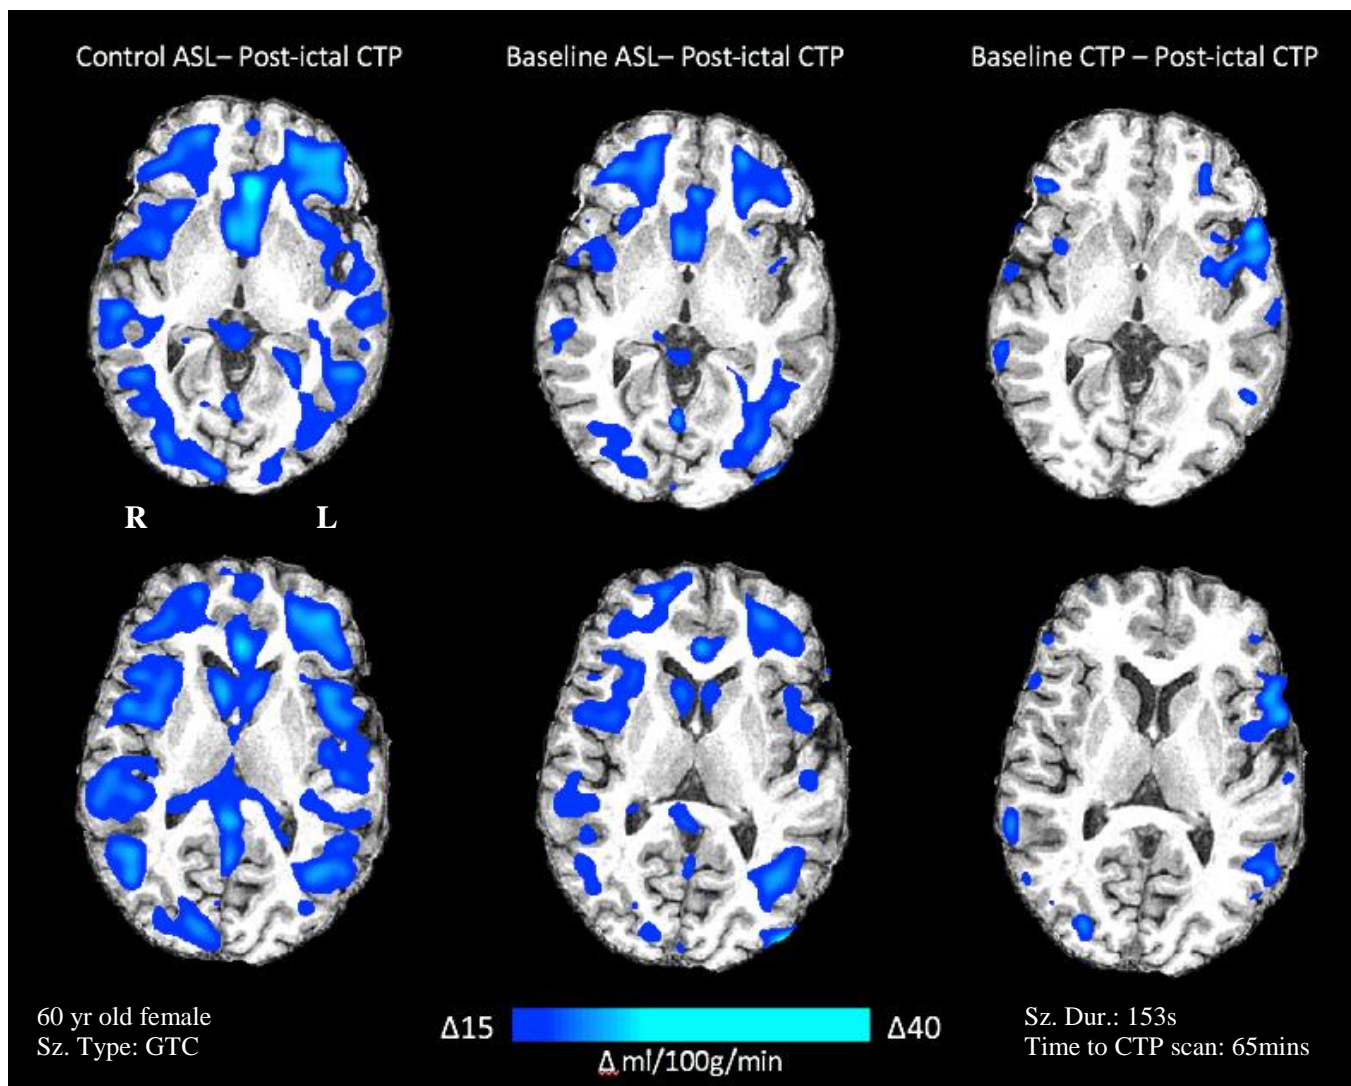 Control ASL– Post-ictal CTP
Baseline ASL– Post-ictal CTP
Baseline CTP – Post-ictal CTP
R
L
60 yr old female
Sz. Type: GTC
Δ15
Δ40
Δ ml/100g/min
Sz. Dur.: 153s
Time to CTP scan: 65mins